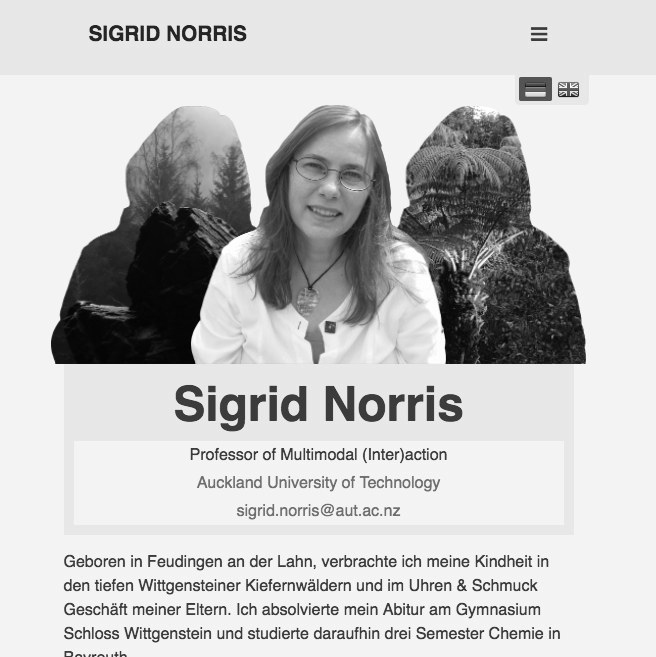 SIGRID NORRIS
Sigrid Norris
Professor of Multimodal (Inter)action
Auckland University of Technology
sigrid.norris@aut.ac.nz
Geboren in Feudingen an der Lahn, verbrachte ich meine Kindheit in
den tiefen Wittgensteiner Kiefernwäldern und im Uhren & Schmuck
Geschäft meiner Eltern. Ich absolvierte mein Abitur am Gymnasium
Schloss Wittgenstein und studierte daraufhin drei Semester Chemie in
Bayreuth